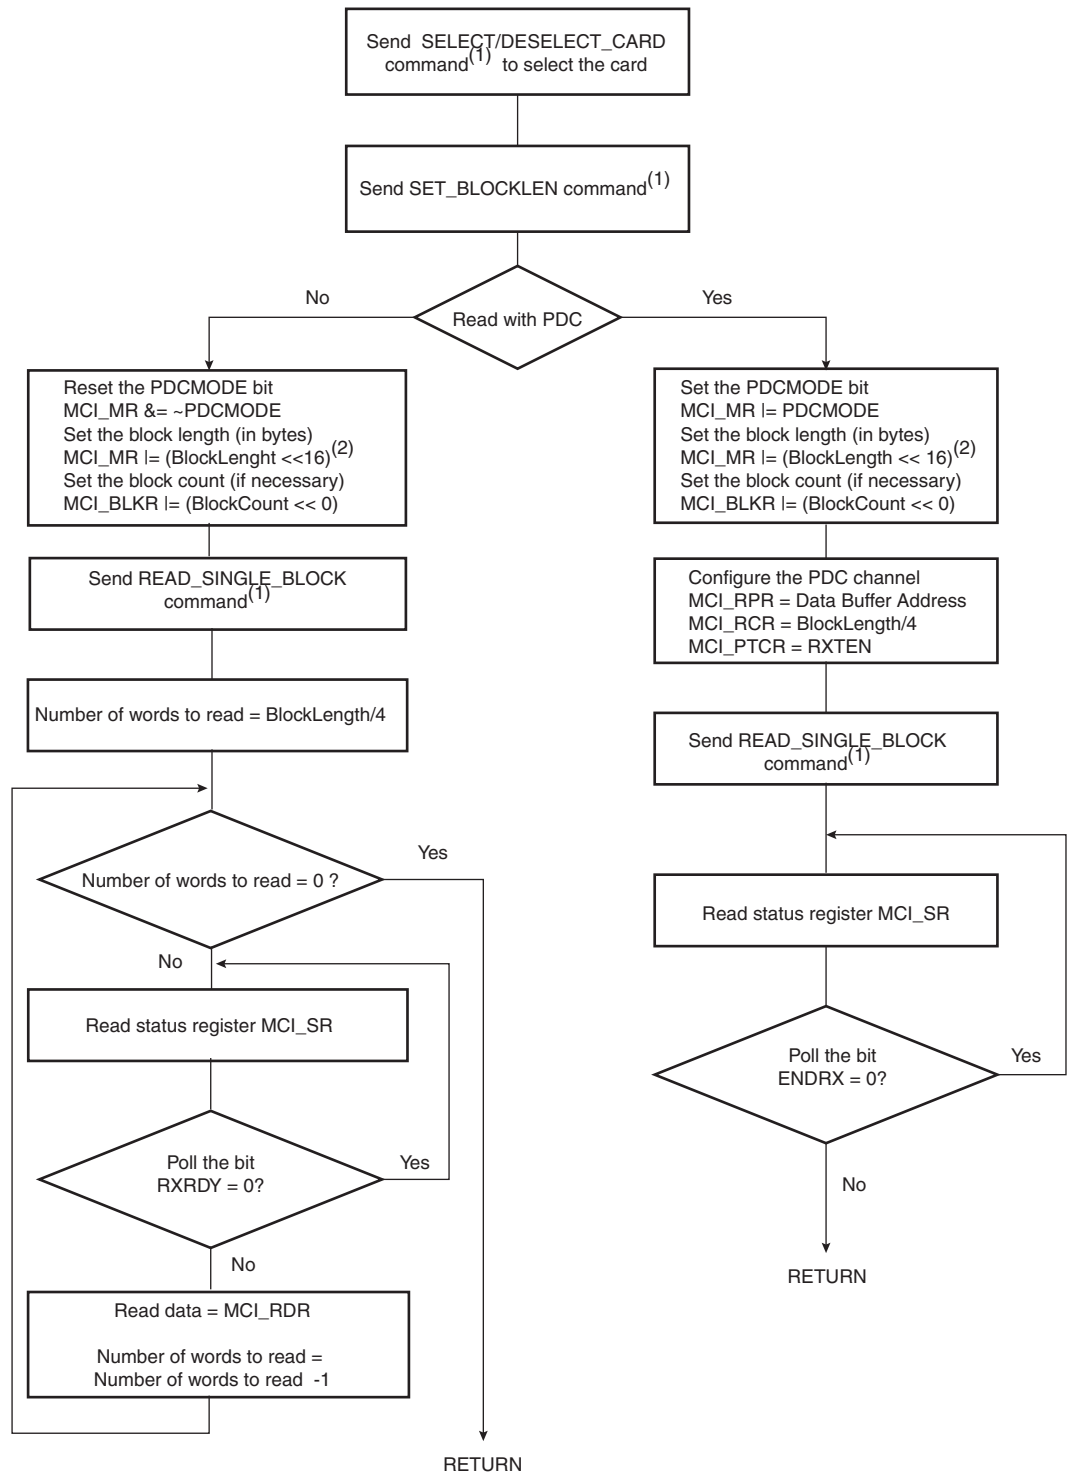 Send SELECT/DESELECT_CARD
command(1) to select the card
Send SET_BLOCKLEN command(1)
No
Yes
Read with PDC
Reset the PDCMODE bit
MCI_MR &= ~PDCMODE
Set the block length (in bytes)
MCI_MR |= (BlockLenght <<16)(2)
Set the block count (if necessary)
MCI_BLKR |= (BlockCount << 0)
Send READ_SINGLE_BLOCK
command(1)
Number of words to read = BlockLength/4
Number of words to read = 0 ?
Yes
No
Read status register MCI_SR
Poll the bit
RXRDY = 0?
Yes
No
Read data = MCI_RDR
Number of words to read =
Number of words to read -1
RETURN
Set the PDCMODE bit
MCI_MR |= PDCMODE
Set the block length (in bytes)
MCI_MR |= (BlockLength << 16)(2)
Set the block count (if necessary)
MCI_BLKR |= (BlockCount << 0)
Configure the PDC channel
MCI_RPR = Data Buffer Address
MCI_RCR = BlockLength/4
MCI_PTCR = RXTEN
Send READ_SINGLE_BLOCK
command(1)
Read status register MCI_SR
Poll the bit
ENDRX = 0?
Yes
No
RETURN